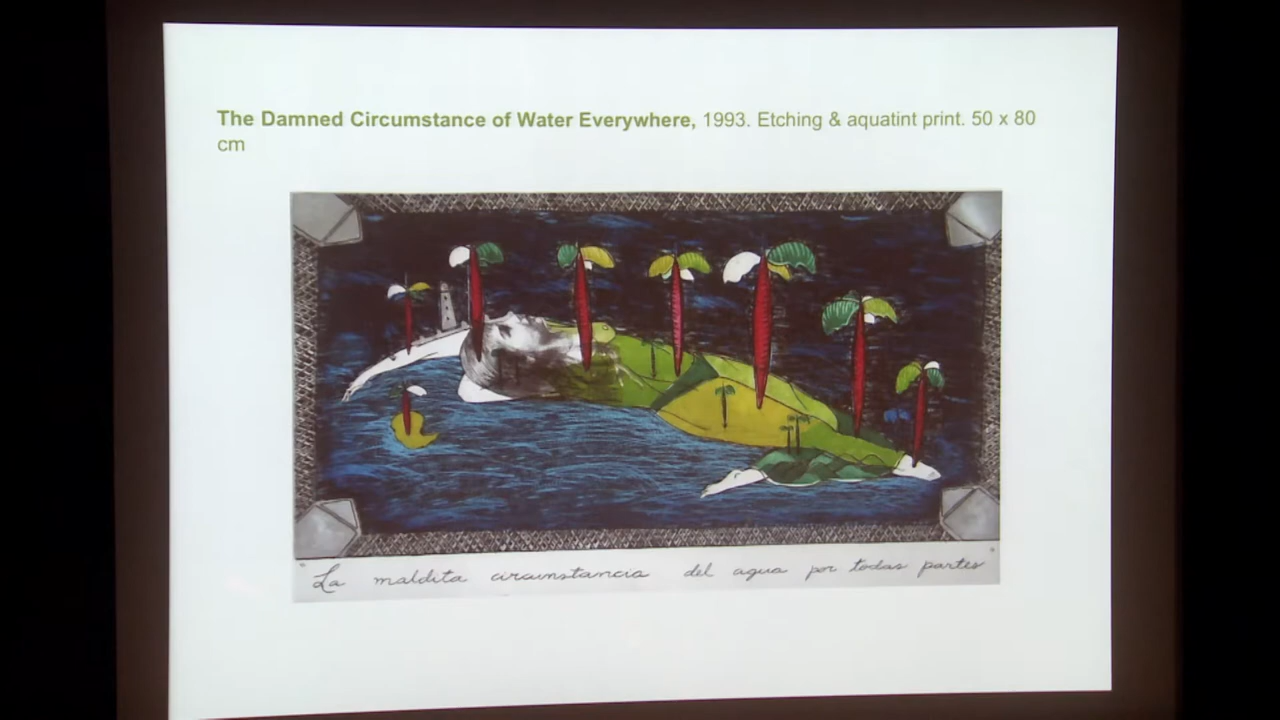 The Damned Circumstance of Water Everywhere, 1993. Etching & aquatint print. 50 x 80
cm
"La maldita circunstancia del agua por todas partes"